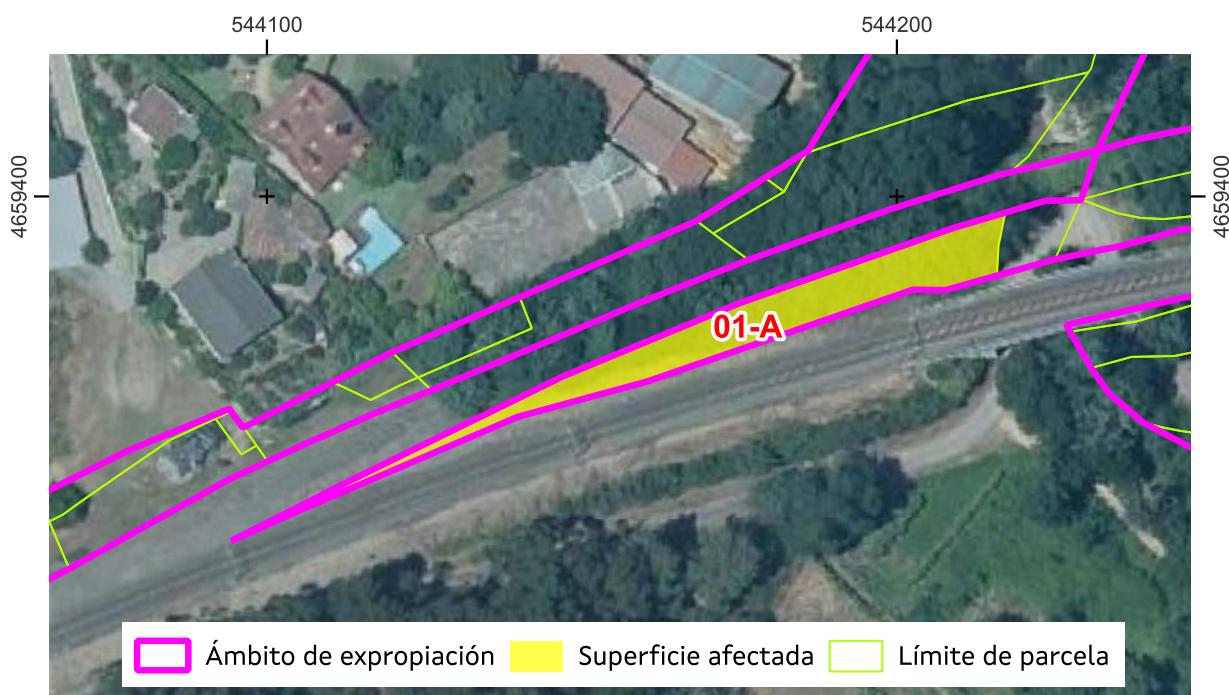 544100
544200
4659400
4659400
01-A
Ámbito de expropiación
Superficie afectada
Límite de parcela